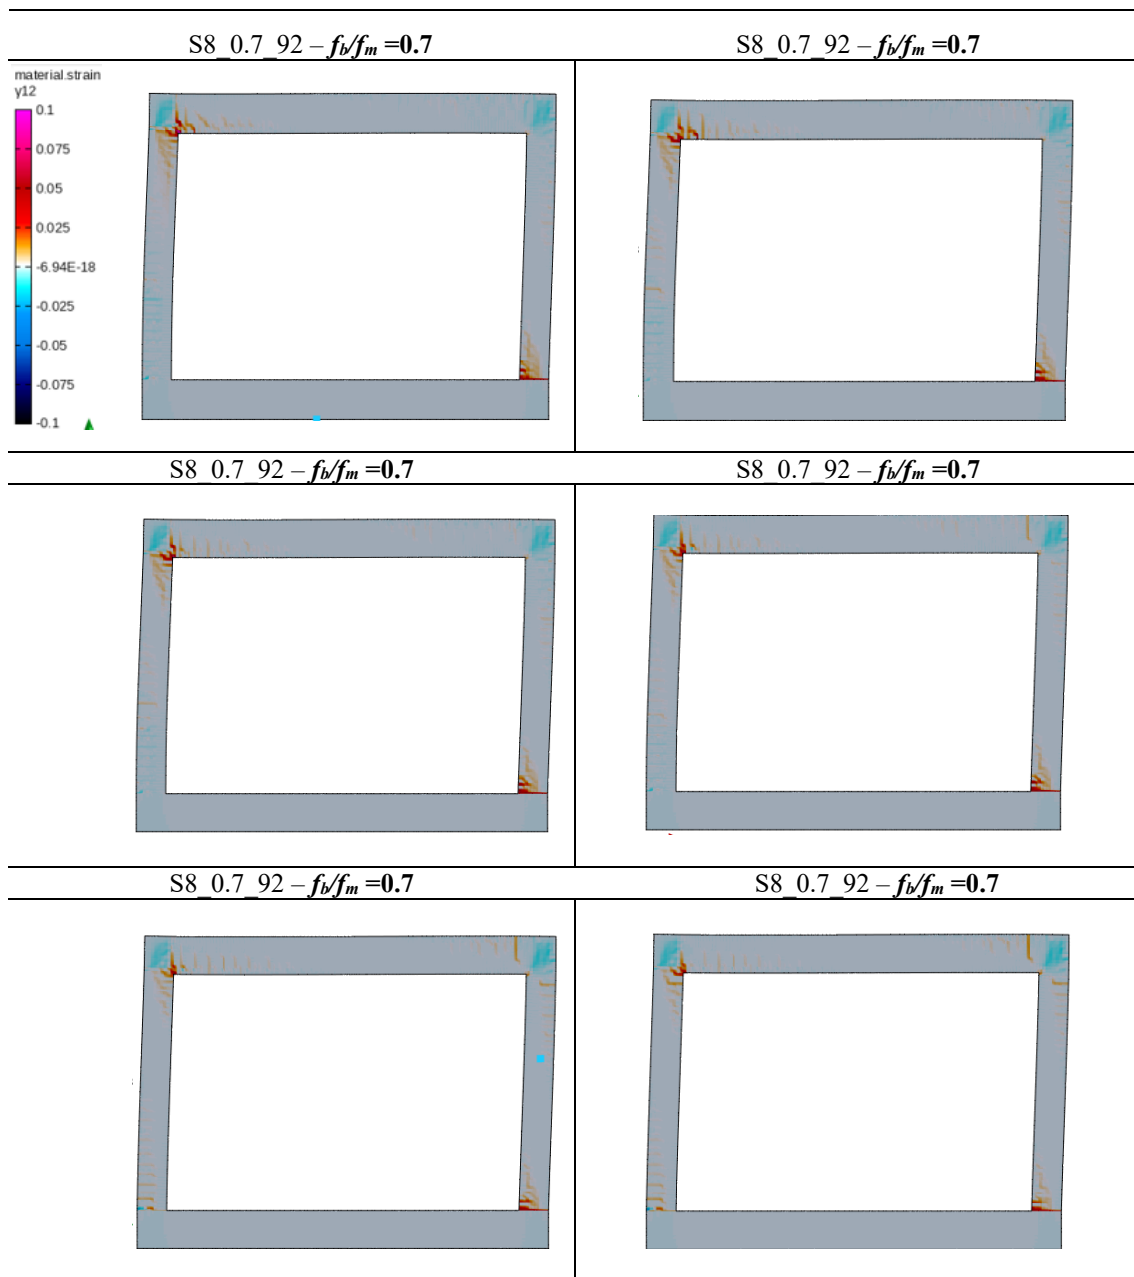 S8_0.7_92 – fb/fm =0.7
S8_0.7_92 – fb/fm =0.7
material.strain
y12
0.1
0.075
0.05
0.025
-6.94E-18
-0.025
-0.05
-0.075
-0.1
S8_0.7_92 – fb/fm =0.7
S8_0.7_92 – fb/fm =0.7
S8_0.7_92 – fb/fm =0.7
S8_0.7_92 – fb/fm =0.7